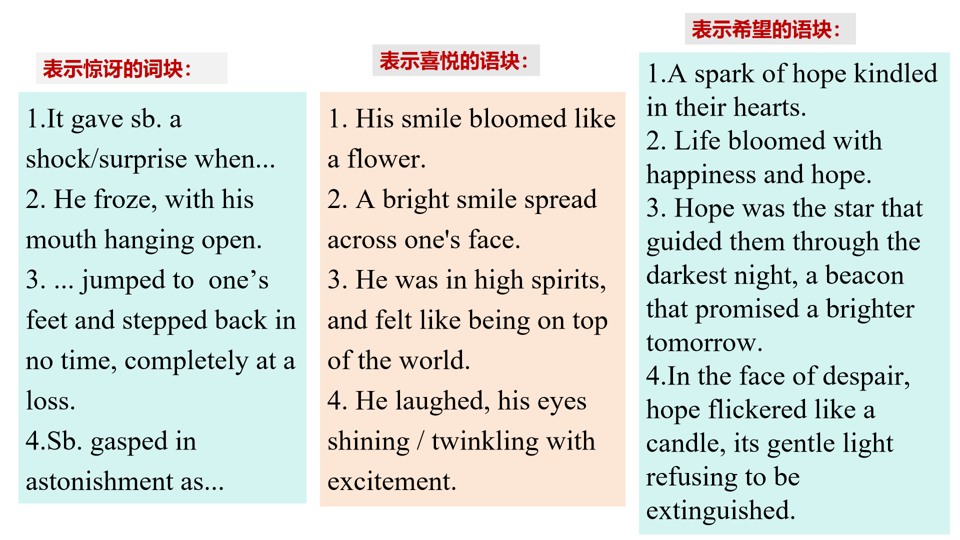 表示惊讶的词块：
1.It gave sb. a
shock/surprise when...
2. He froze, with his
mouth hanging open.
3. ... jumped to one’s
feet and stepped back in
no time, completely at a
loss.
4.Sb. gasped in
astonishment as...
表示喜悦的语块：
1. His smile bloomed like
a flower.
2. A bright smile spread
across one's face.
3. He was in high spirits,
and felt like being on top
of the world.
4. He laughed, his eyes
shining / twinkling with
excitement.
表示希望的语块：
1.A spark of hope kindled
in their hearts.
2. Life bloomed with
happiness and hope.
3. Hope was the star that
guided them through the
darkest night, a beacon
that promised a brighter
tomorrow.
4.In the face of despair,
hope flickered like a
candle, its gentle light
refusing to be
extinguished.